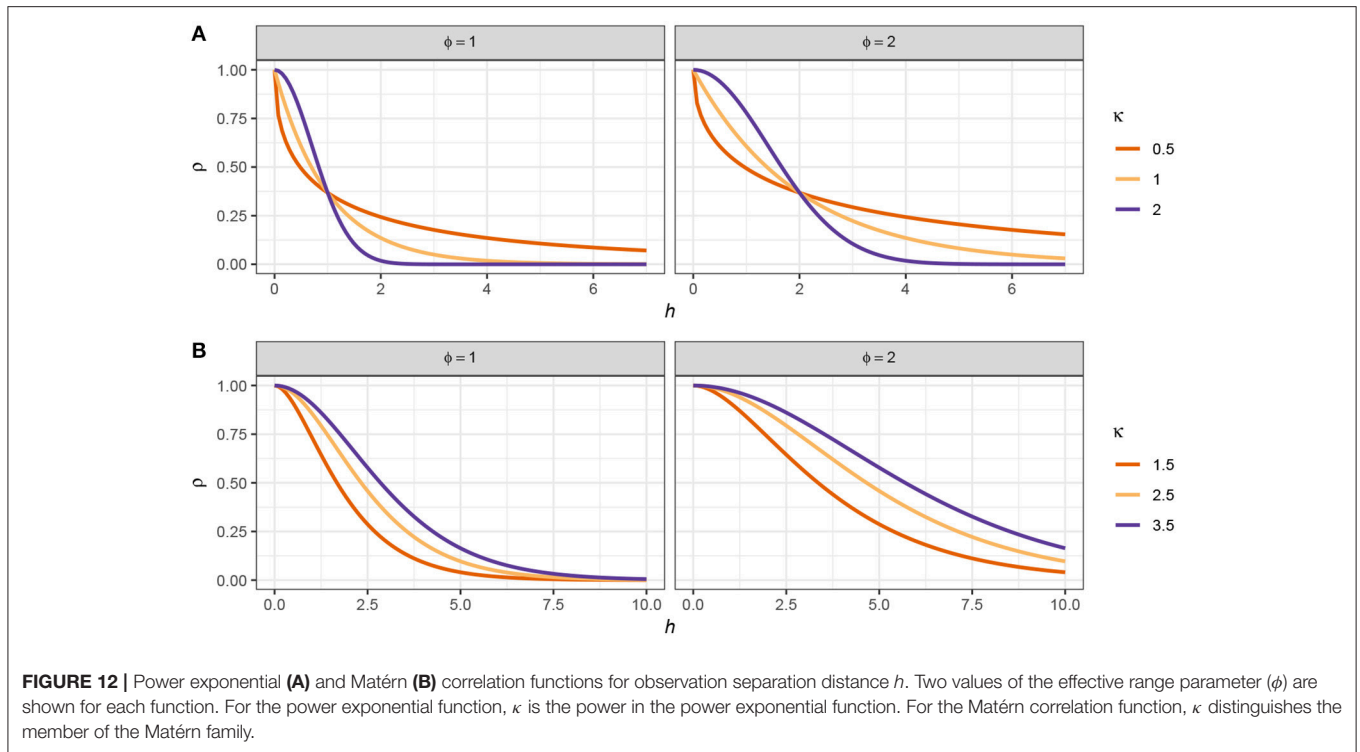 A
ϕ = 1
ϕ = 2
1.00
0.75
0.50
0.25
0.00
ρ
0 2 4 6
0 2 4 6
h
κ
0.5
1
2
B
ϕ = 1
ϕ = 2
1.00
0.75
0.50
0.25
0.00
ρ
0.0 2.5 5.0 7.5 10.0
0.0 2.5 5.0 7.5 10.0
h
κ
1.5
2.5
3.5
FIGURE 12 | Power exponential (A) and Matérn (B) correlation functions for observation separation distance h. Two values of the effective range parameter (ϕ) are
shown for each function. For the power exponential function, κ is the power in the power exponential function. For the Matérn correlation function, κ distinguishes the
member of the Matérn family.